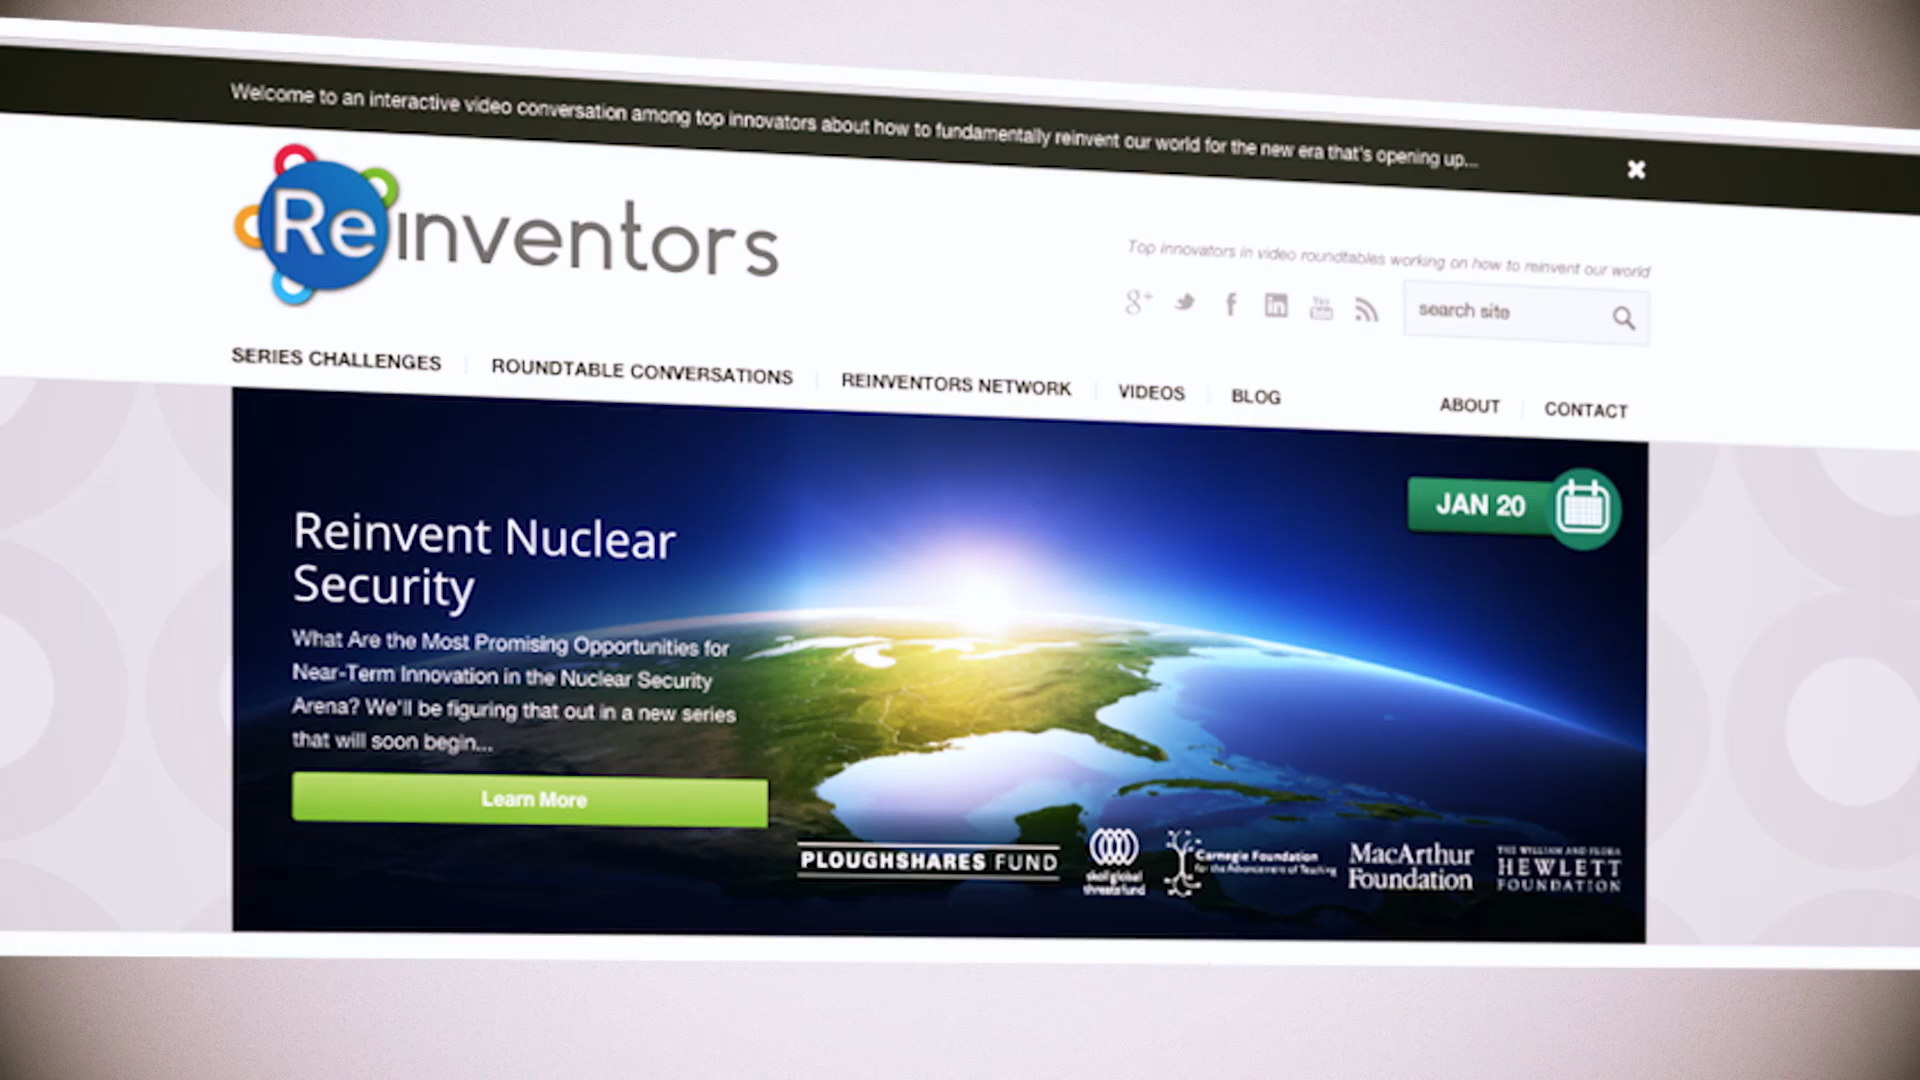 Welcome to an interactive video conversation among top innovators about how to fundamentally reinvent our world for the new era that's opening up...
Reinventors
Top innovators in video roundtables working on how to reinvent our world
search site
SERIES CHALLENGES
ROUNDTABLE CONVERSATIONS
REINVENTORS NETWORK
VIDEOS
BLOG
ABOUT
CONTACT
JAN 20
Reinvent Nuclear
Security
What Are the Most Promising Opportunities for
Near-Term Innovation in the Nuclear Security
Arena? We'll be figuring that out in a new series
that will soon begin...
Learn More
PLOUGHSHARES FUND
skoll global
threats fund
Carnegie Foundation
for the Advancement of Teaching
MacArthur
Foundation
THE WILLIAM AND FLORA
HEWLETT
FOUNDATION